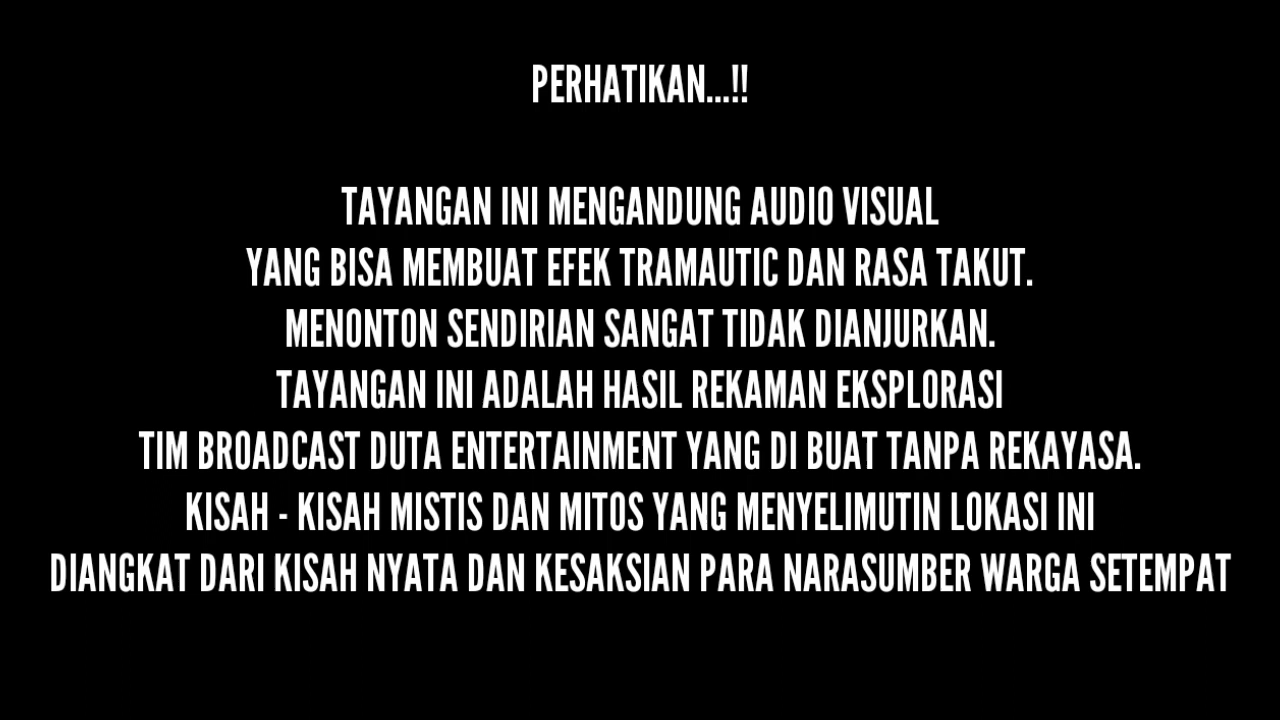 PERHATIKAN...!!
TAYANGAN INI MENGANDUNG AUDIO VISUAL
YANG BISA MEMBUAT EFEK TRAMAUTIC DAN RASA TAKUT.
MENONTON SENDIRIAN SANGAT TIDAK DIANJURKAN.
TAYANGAN INI ADALAH HASIL REKAMAN EKSPLORASI
TIM BROADCAST DUTA ENTERTAINMENT YANG DI BUAT TANPA REKAYASA.
KISAH - KISAH MISTIS DAN MITOS YANG MENYELIMUTIN LOKASI INI
DIANGKAT DARI KISAH NYATA DAN KESAKSIAN PARA NARASUMBER WARGA SETEMPAT